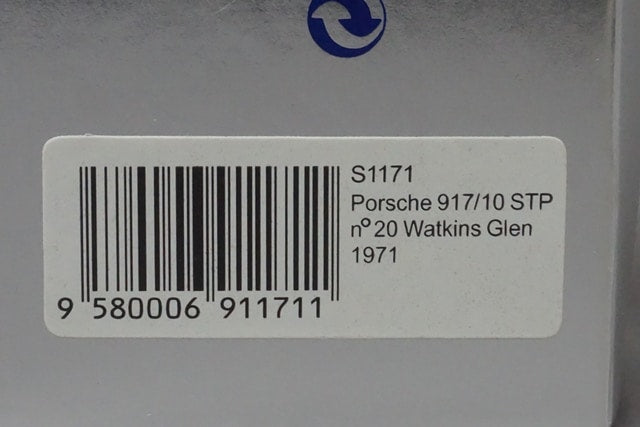 S1171
Porsche 917/10 STP
nº 20 Watkins Glen
1971
9 580006 911711